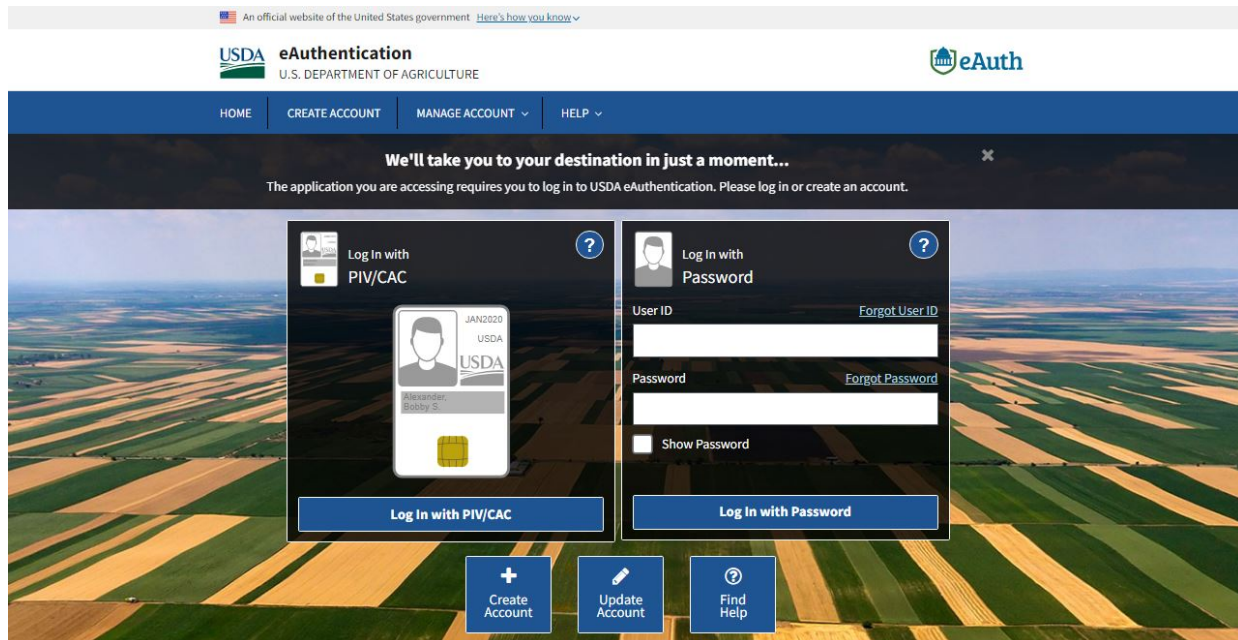 An official website of the United States government Here's how you know
USDA eAuthentication
U.S. DEPARTMENT OF AGRICULTURE
eAuth
HOME CREATE ACCOUNT MANAGE ACCOUNT HELP
We'll take you to your destination in just a moment...
The application you are accessing requires you to log in to USDA eAuthentication. Please log in or create an account.
Log In with
PIV/CAC
?
JAN2020
USDA
USDA
Alexander,
Bobby S.
Log In with PIV/CAC
Log In with
Password
?
User ID Forgot User ID
Password Forgot Password
Show Password
Log In with Password
Create
Account
Update
Account
?
Find
Help